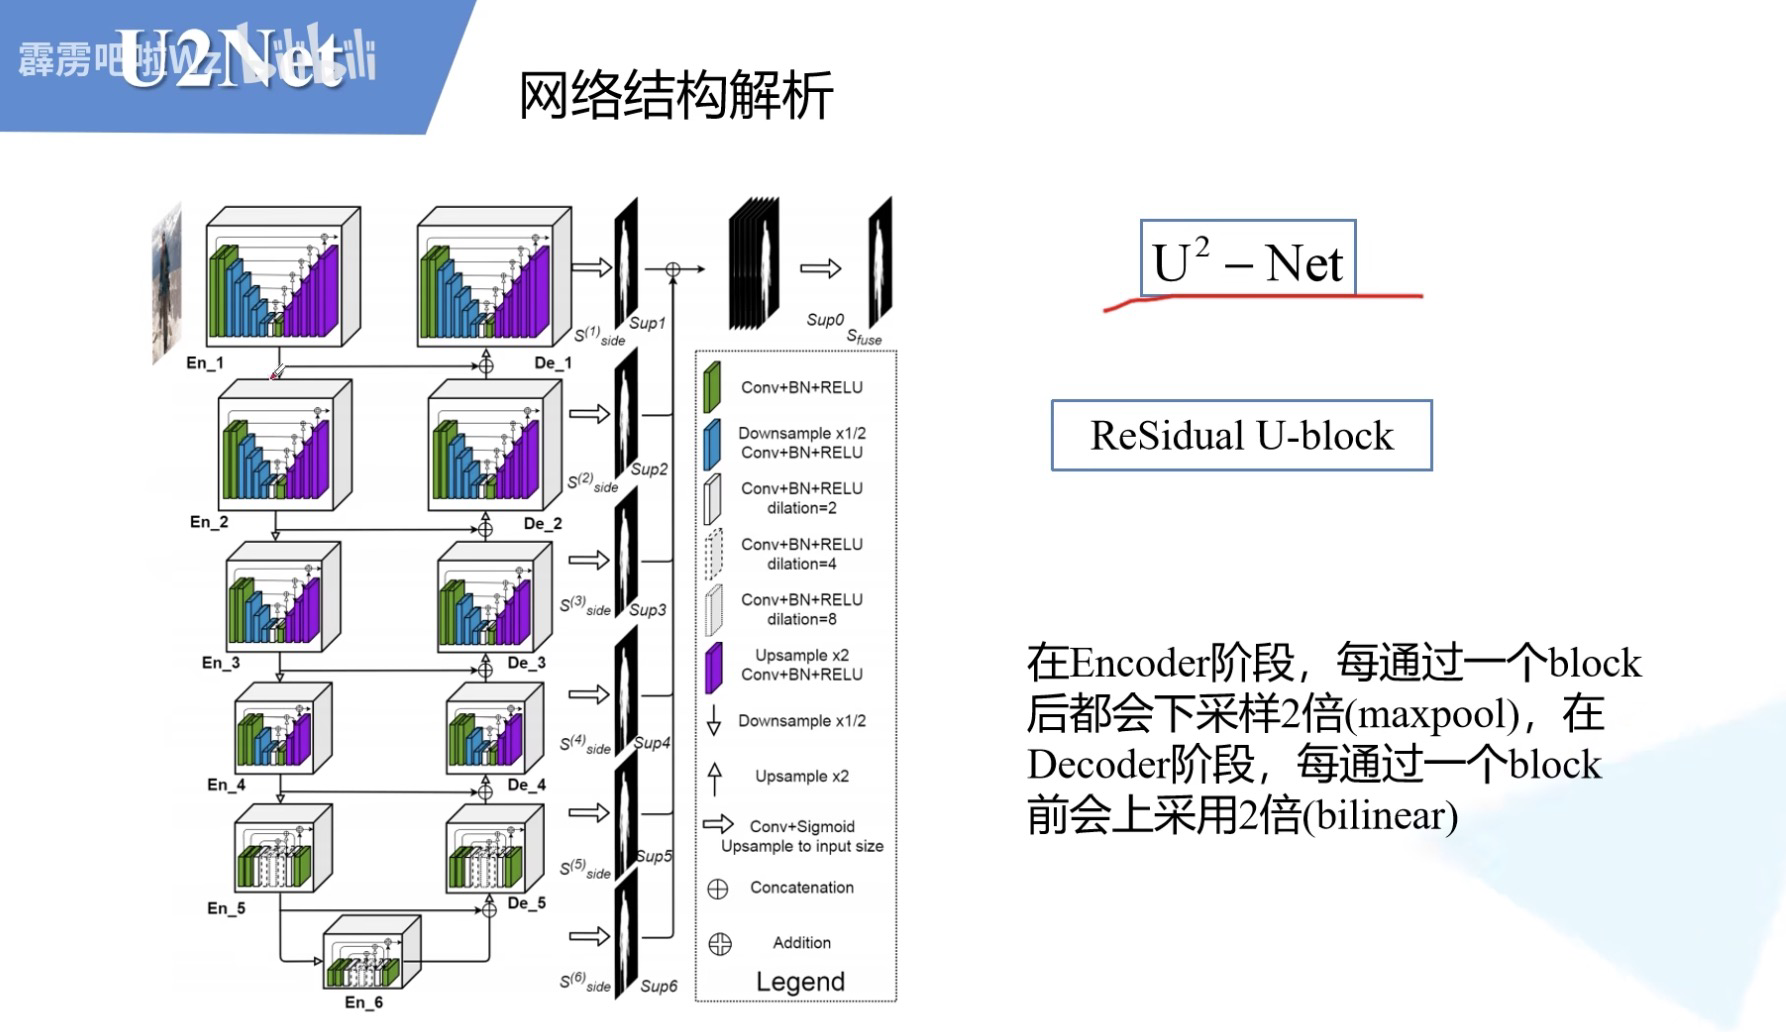 霹雳吧啦Wz bilibili
U2Net
网络结构解析
En_1
De_1
S(1)side
Sup1
Sup0
Sfuse
En_2
De_2
S(2)side
Sup2
En_3
De_3
S(3)side
Sup3
En_4
De_4
S(4)side
Sup4
En_5
De_5
S(5)side
Sup5
En_6
S(6)side
Sup6
Conv+BN+RELU
Downsample x1/2
Conv+BN+RELU
Conv+BN+RELU
dilation=2
Conv+BN+RELU
dilation=4
Conv+BN+RELU
dilation=8
Upsample x2
Conv+BN+RELU
Downsample x1/2
Upsample x2
Conv+Sigmoid
Upsample to input size
Concatenation
Addition
Legend
U² – Net
ReSidual U-block
在Encoder阶段，每通过一个block
后都会下采样2倍(maxpool)，在
Decoder阶段，每通过一个block
前会上采用2倍(bilinear)